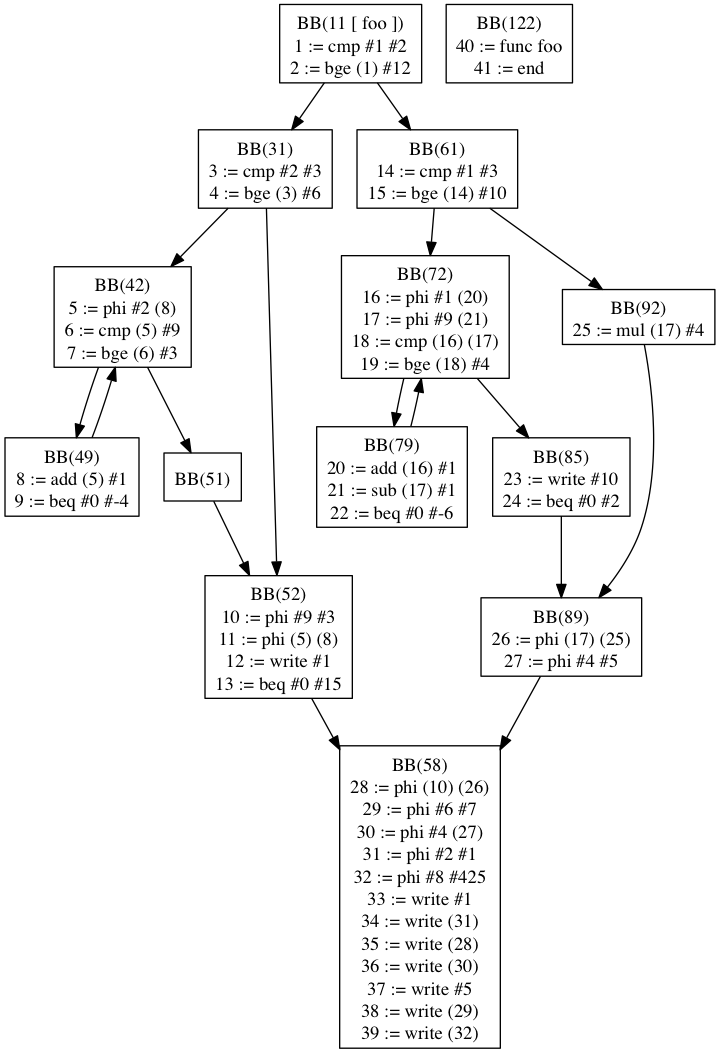 BB(11 [ foo ])
1 := cmp #1 #2
2 := bge (1) #12
BB(122)
40 := func foo
41 := end
BB(31)
3 := cmp #2 #3
4 := bge (3) #6
BB(61)
14 := cmp #1 #3
15 := bge (14) #10
BB(42)
5 := phi #2 (8)
6 := cmp (5) #9
7 := bge (6) #3
BB(72)
16 := phi #1 (20)
17 := phi #9 (21)
18 := cmp (16) (17)
19 := bge (18) #4
BB(92)
25 := mul (17) #4
BB(49)
8 := add (5) #1
9 := beq #0 #-4
BB(51)
BB(79)
20 := add (16) #1
21 := sub (17) #1
22 := beq #0 #-6
BB(85)
23 := write #10
24 := beq #0 #2
BB(52)
10 := phi #9 #3
11 := phi (5) (8)
12 := write #1
13 := beq #0 #15
BB(89)
26 := phi (17) (25)
27 := phi #4 #5
BB(58)
28 := phi (10) (26)
29 := phi #6 #7
30 := phi #4 (27)
31 := phi #2 #1
32 := phi #8 #425
33 := write #1
34 := write (31)
35 := write (28)
36 := write (30)
37 := write #5
38 := write (29)
39 := write (32)